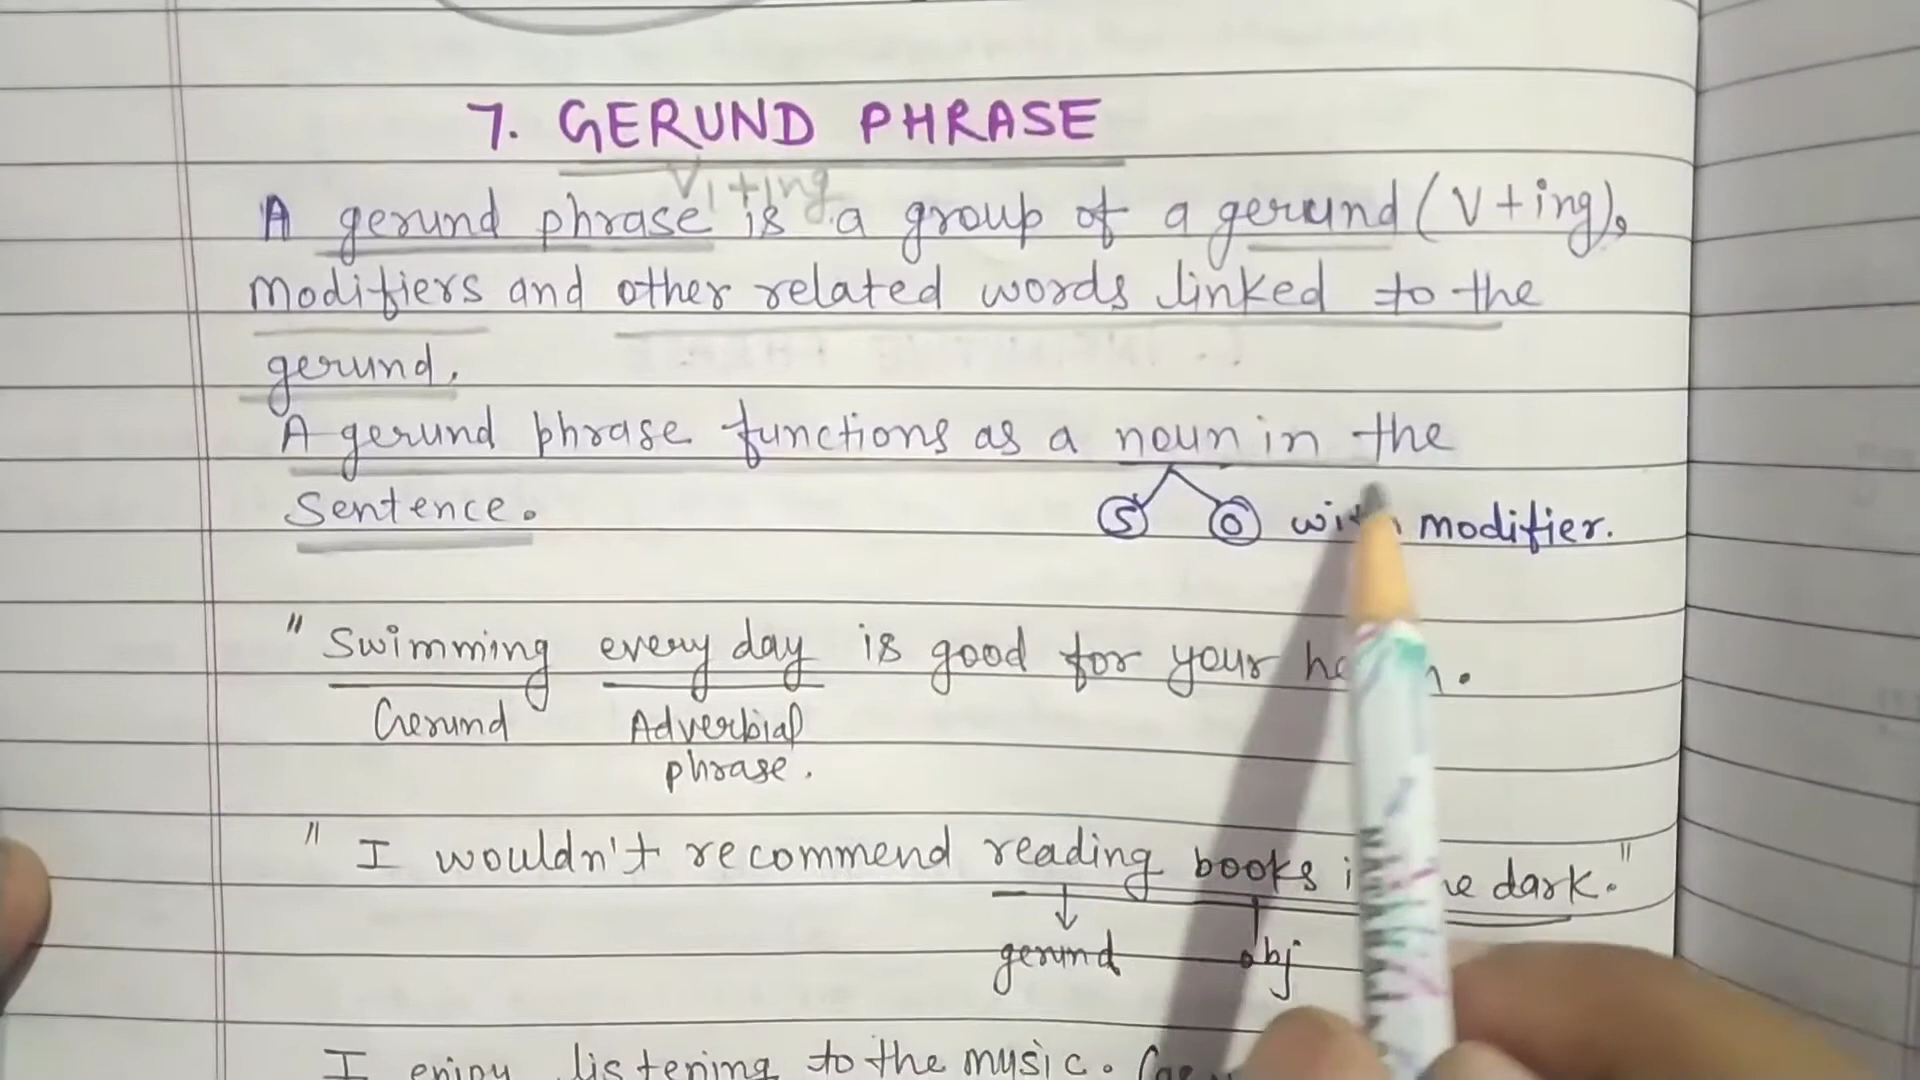 7. GERUND PHRASE
V1+ing
A gerund phrase is a group of a gerund (V+ing),
modifiers and other related words linked to the
gerund.
A gerund phrase functions as a noun in the
Sentence.
S O modifier.
" Swimming every day is good for your
Gerund Adverbial
phrase.
" I wouldn't recommend reading books dark."
gerund obj
I enjoy listening to the music.